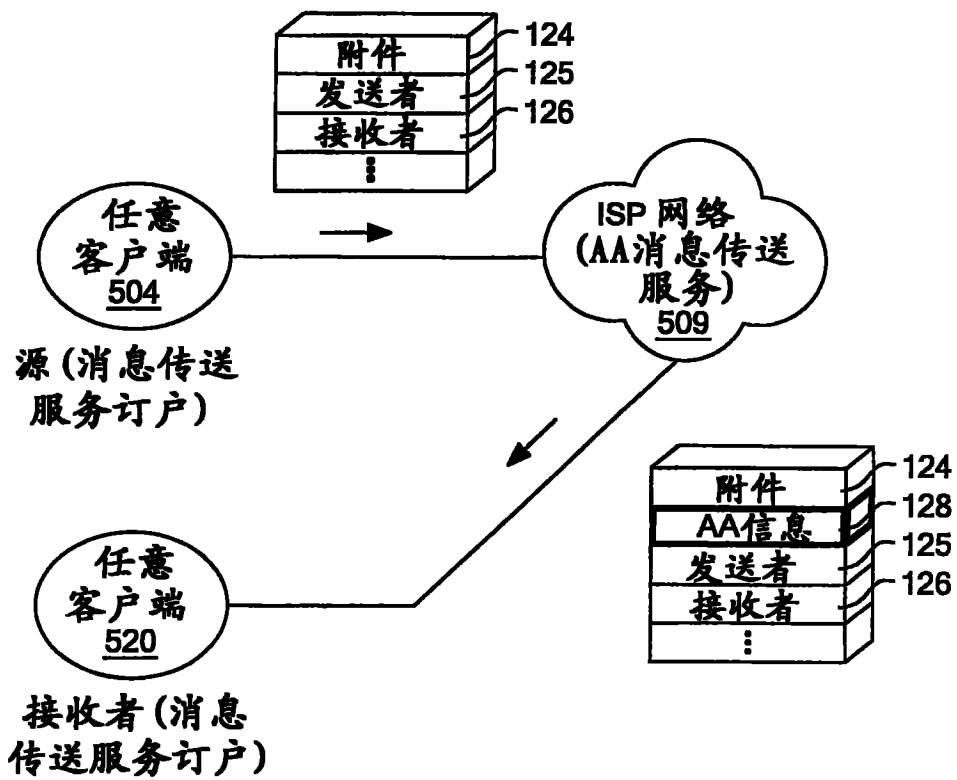 附件
124
发送者
125
接收者
126
⋮
任意
客户端
504
源(消息传送
服务订户)
ISP 网络
(AA消息传送
服务)
509
附件
124
AA信息
128
发送者
125
接收者
126
⋮
任意
客户端
520
接收者(消息
传送服务订户)